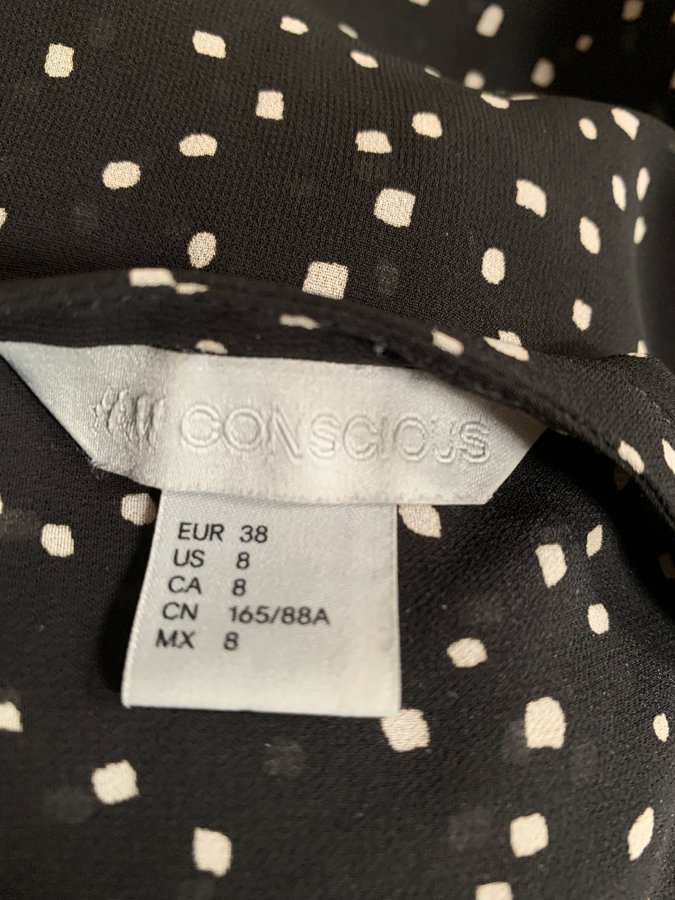 H&M CONSCIOUS
EUR 38
US 8
CA 8
CN 165/88A
MX 8